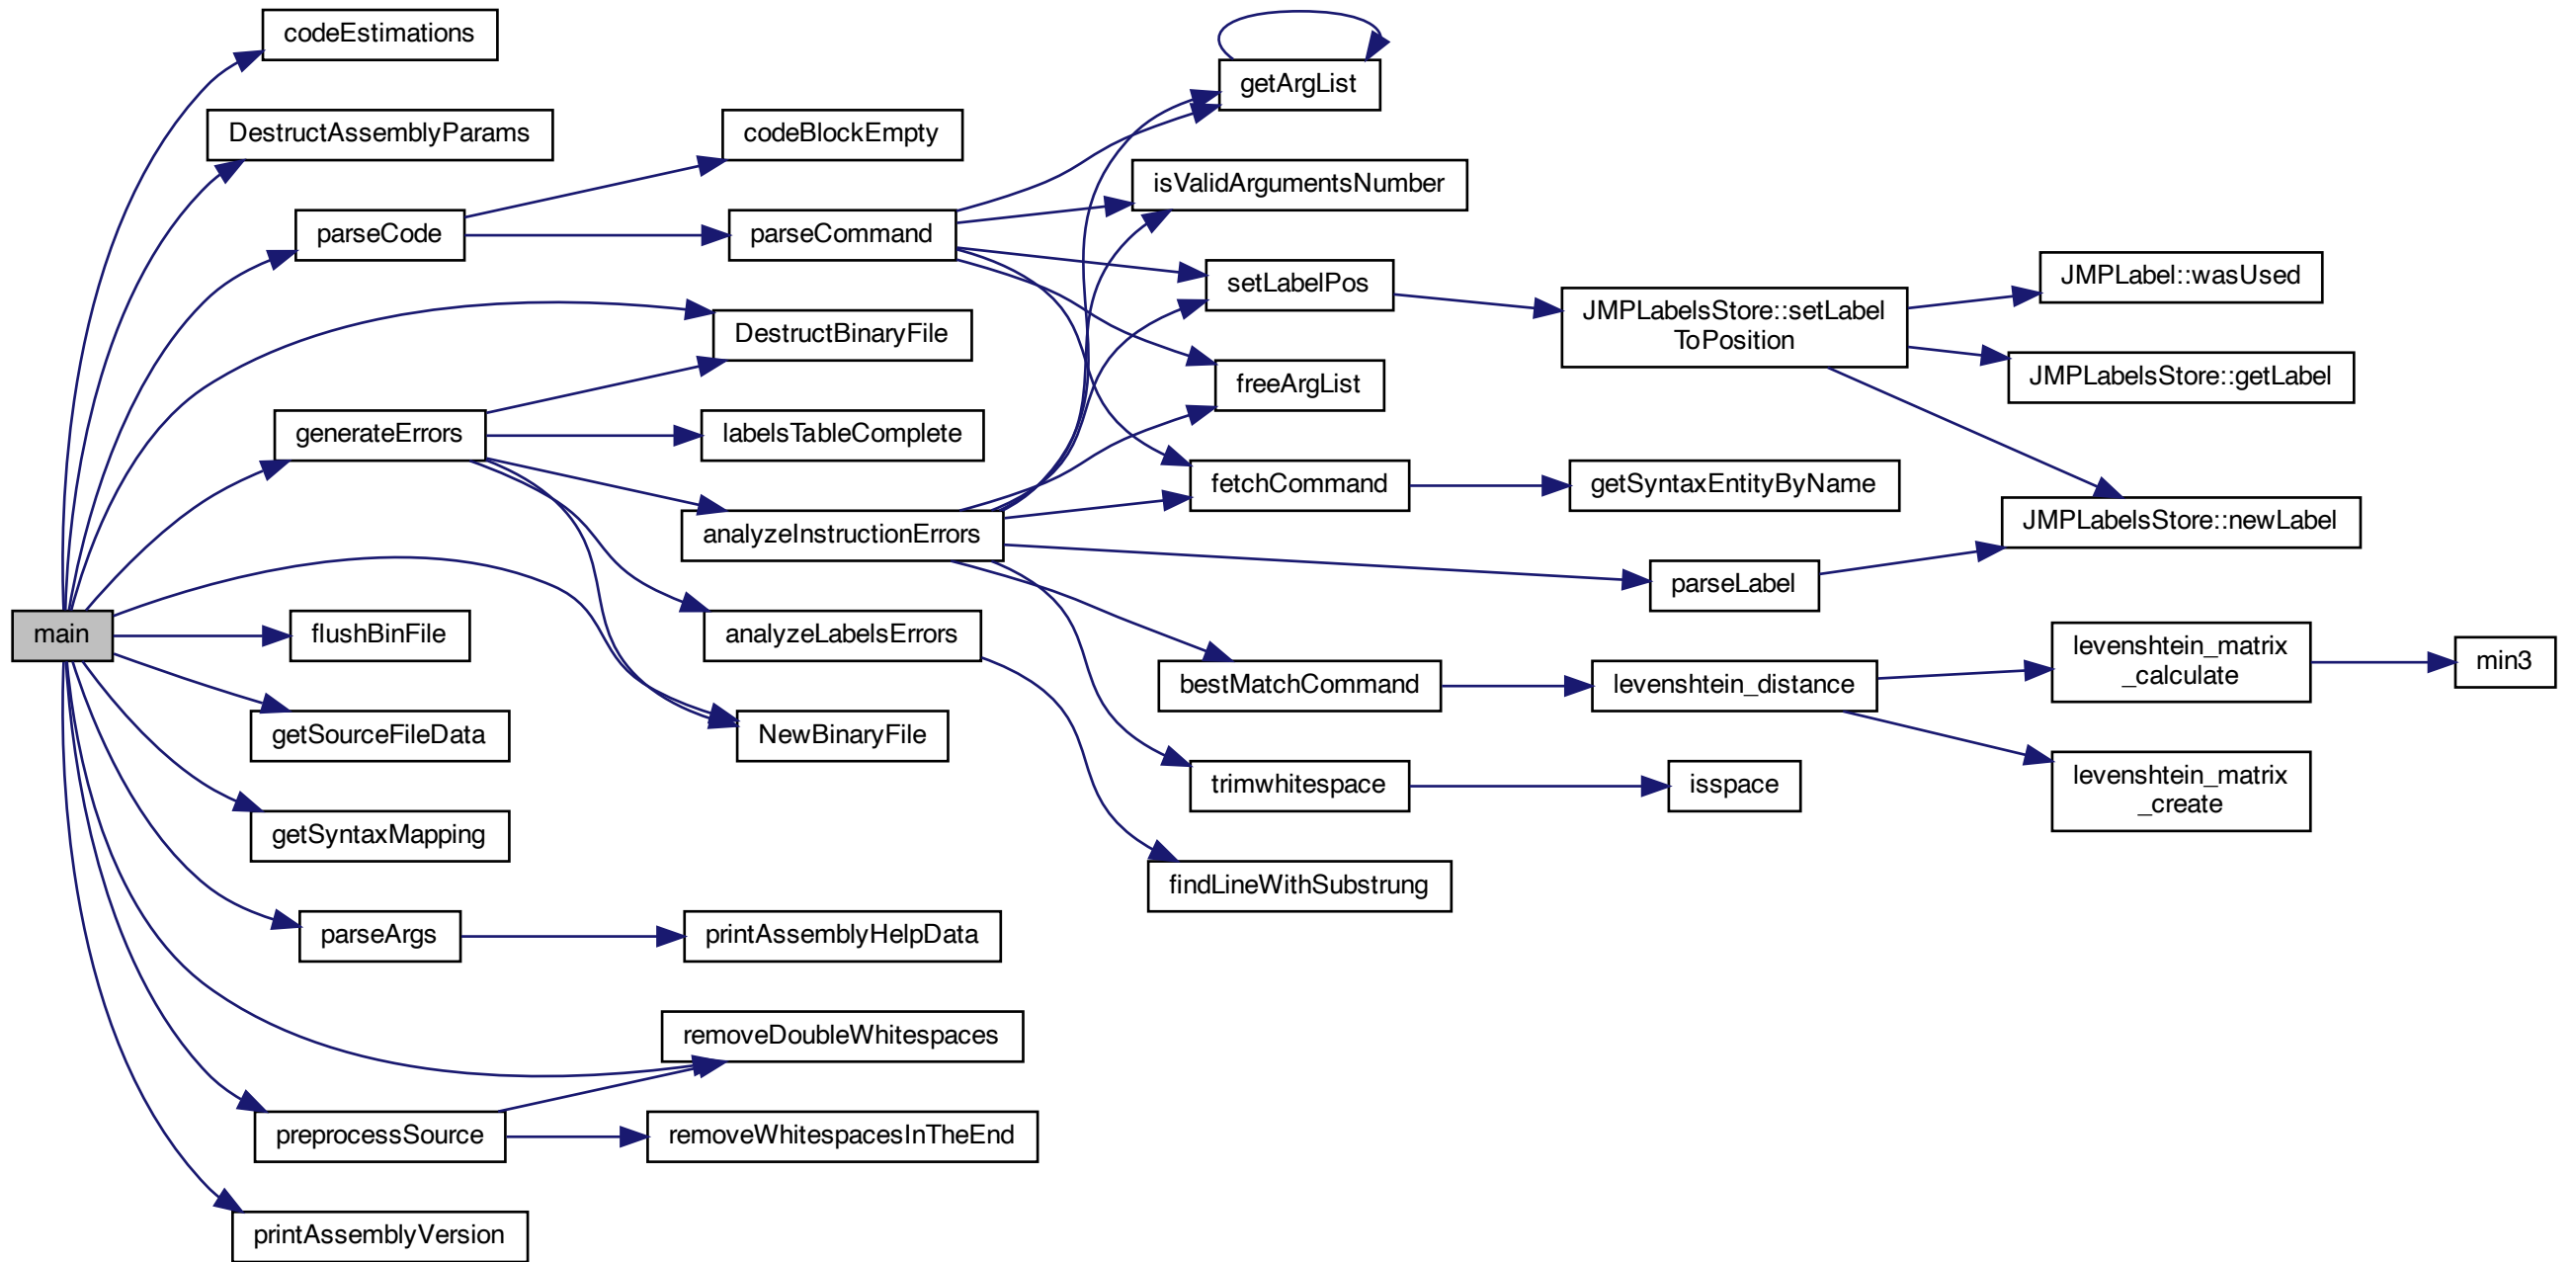 codeEstimations
getArgList
DestructAssemblyParams
codeBlockEmpty
isValidArgumentsNumber
parseCode
parseCommand
setLabelPos
JMPLabel::wasUsed
JMPLabelsStore::setLabel
ToPosition
DestructBinaryFile
freeArgList
JMPLabelsStore::getLabel
generateErrors
labelsTableComplete
fetchCommand
getSyntaxEntityByName
JMPLabelsStore::newLabel
analyzeInstructionErrors
parseLabel
main
flushBinFile
analyzeLabelsErrors
levenshtein_matrix
_calculate
min3
bestMatchCommand
levenshtein_distance
getSourceFileData
NewBinaryFile
trimwhitespace
isspace
levenshtein_matrix
_create
getSyntaxMapping
findLineWithSubstrung
parseArgs
printAssemblyHelpData
removeDoubleWhitespaces
preprocessSource
removeWhitespacesInTheEnd
printAssemblyVersion